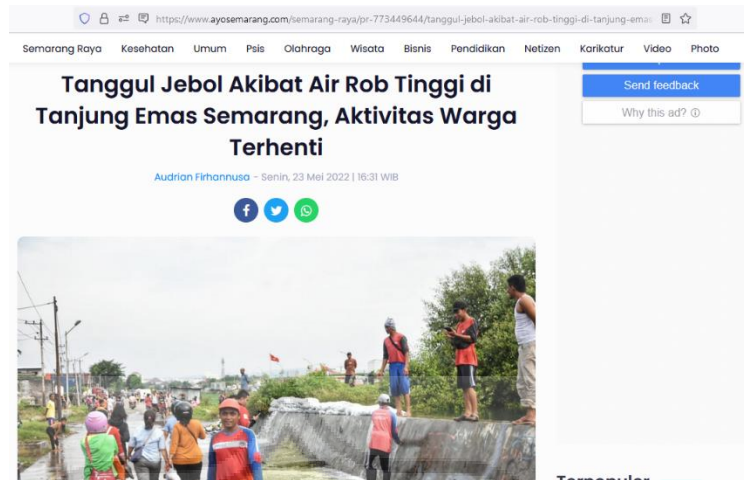 https://www.ayosemarang.com/semarang-raya/pr-773449644/tanggul-jebol-akibat-air-rob-tinggi-di-tanjung-emas
Semarang Raya Kesehatan Umum Psis Olahraga Wisata Bisnis Pendidikan Netizen Karikatur Video Photo
Tanggul Jebol Akibat Air Rob Tinggi di
Tanjung Emas Semarang, Aktivitas Warga
Terhenti
Audrian Firhannusa - Senin, 23 Mei 2022 | 16:31 WIB
Send feedback
Why this ad?
Terpopuler